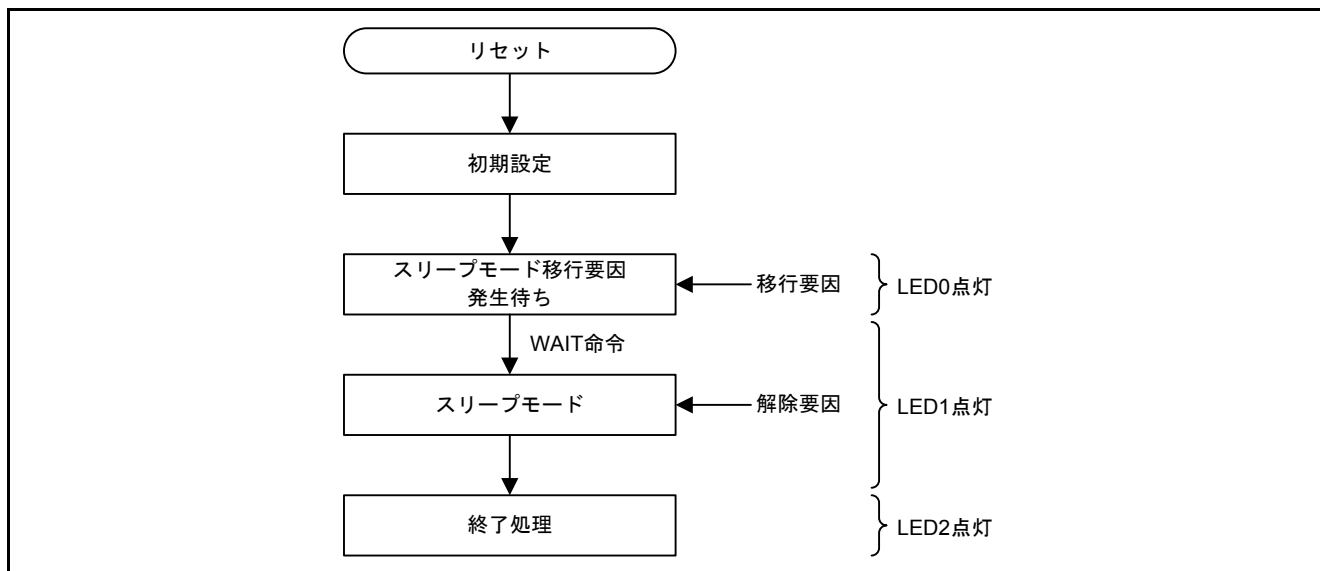 リセット
初期設定
スリープモード移行要因
発生待ち
移行要因
LED0点灯
WAIT命令
スリープモード
解除要因
LED1点灯
終了処理
LED2点灯